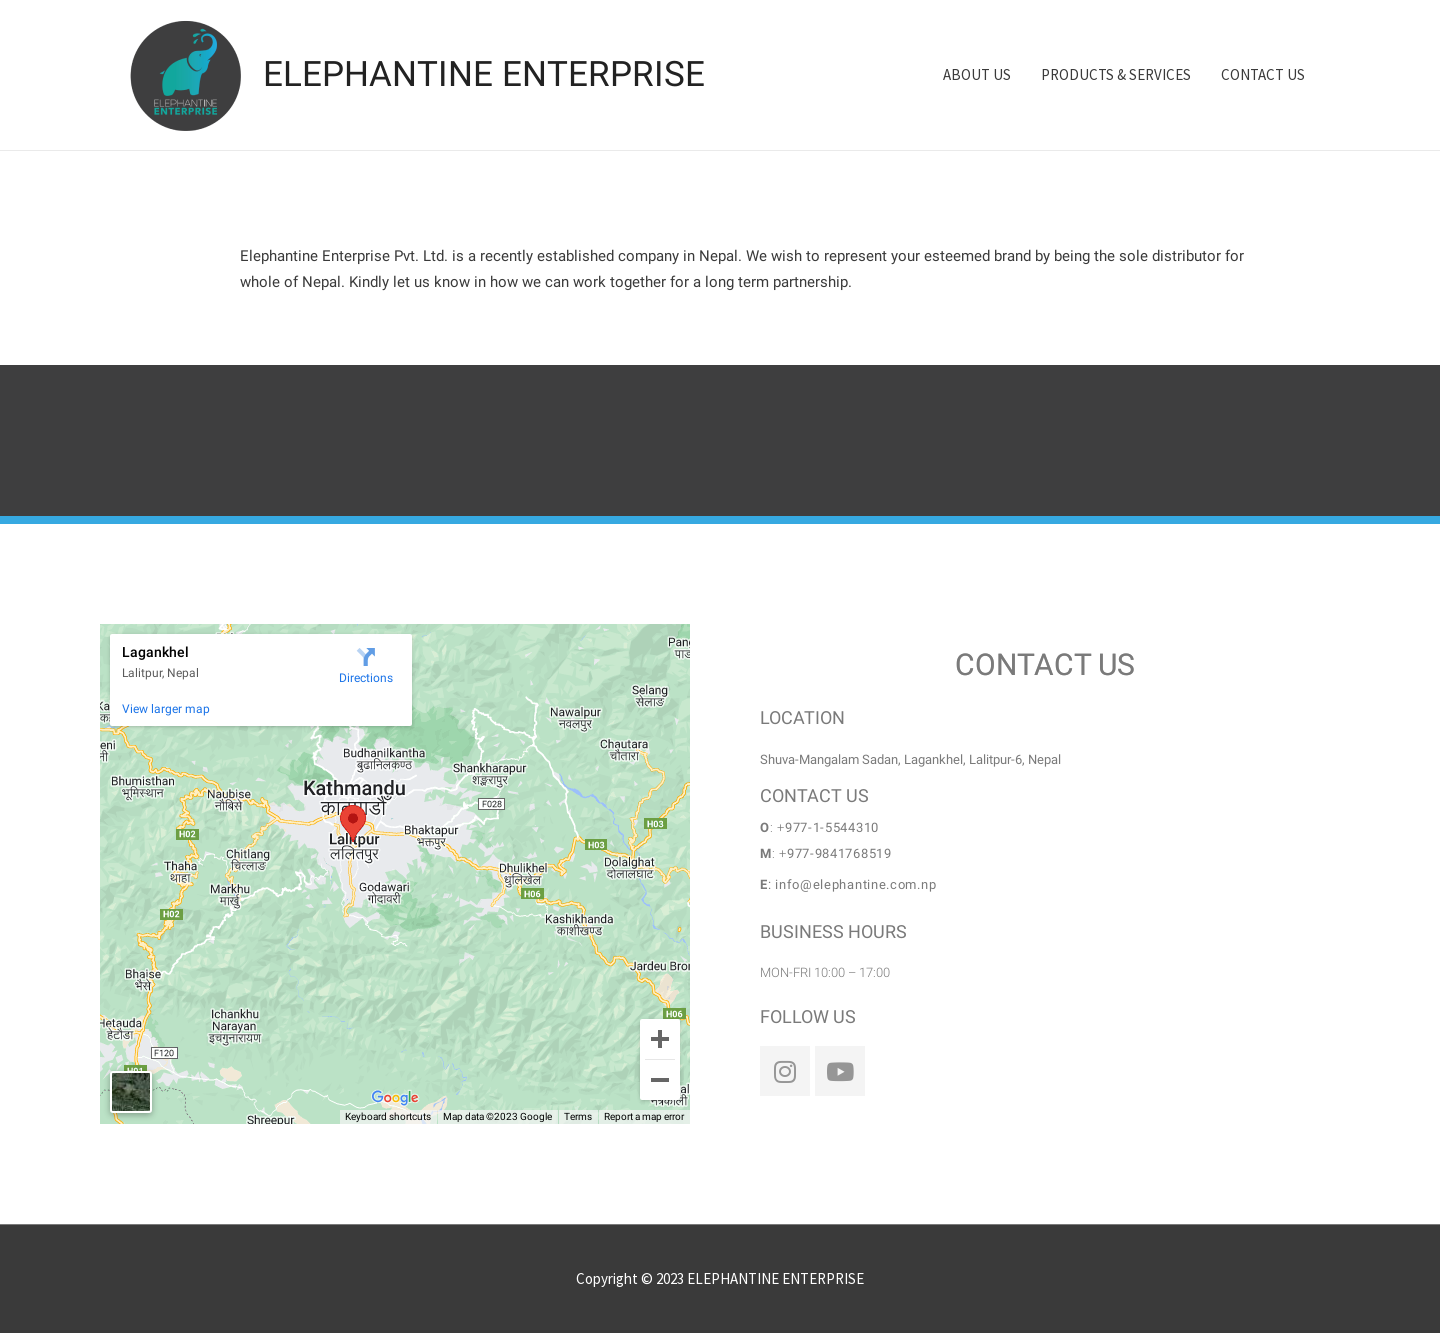 ELEPHANTINE
ENTERPRISE
ELEPHANTINE ENTERPRISE
ABOUT US
PRODUCTS & SERVICES
CONTACT US
Elephantine Enterprise Pvt. Ltd. is a recently established company in Nepal. We wish to represent your esteemed brand by being the sole distributor for
whole of Nepal. Kindly let us know in how we can work together for a long term partnership.
Lagankhel
Lalitpur, Nepal
Directions
View larger map
Selang
सेलाङ
Nawalpur
नवलपुर
Chautara
चौतारा
Budhanilkantha
बुढानिलकण्ठ
Shankharapur
शङ्खरापुर
Bhumisthan
भूमिस्थान
Naubise
नौबिसे
Kathmandu
F028
H02
Lalitpur
ललितपुर
Bhaktapur
भक्तपुर
H03
H03
Chitlang
चित्लाङ
Thaha
थाहा
Dhulikhel
धुलिखेल
Dolalghat
दोलालघाट
Markhu
मार्खु
Godawari
गोदावरी
H06
H02
Kashikhanda
काशीखण्ड
Bhaise
भैसे
Jardeu Bron
Ichankhu
Narayan
इचगुनारायण
H06
Hetauda
हेटौडा
F120
H01
Google
Shreepur
Keyboard shortcuts
Map data ©2023 Google
Terms
Report a map error
CONTACT US
LOCATION
Shuva-Mangalam Sadan, Lagankhel, Lalitpur-6, Nepal
CONTACT US
O: +977-1-5544310
M: +977-9841768519
E: info@elephantine.com.np
BUSINESS HOURS
MON-FRI 10:00 – 17:00
FOLLOW US
Copyright © 2023 ELEPHANTINE ENTERPRISE